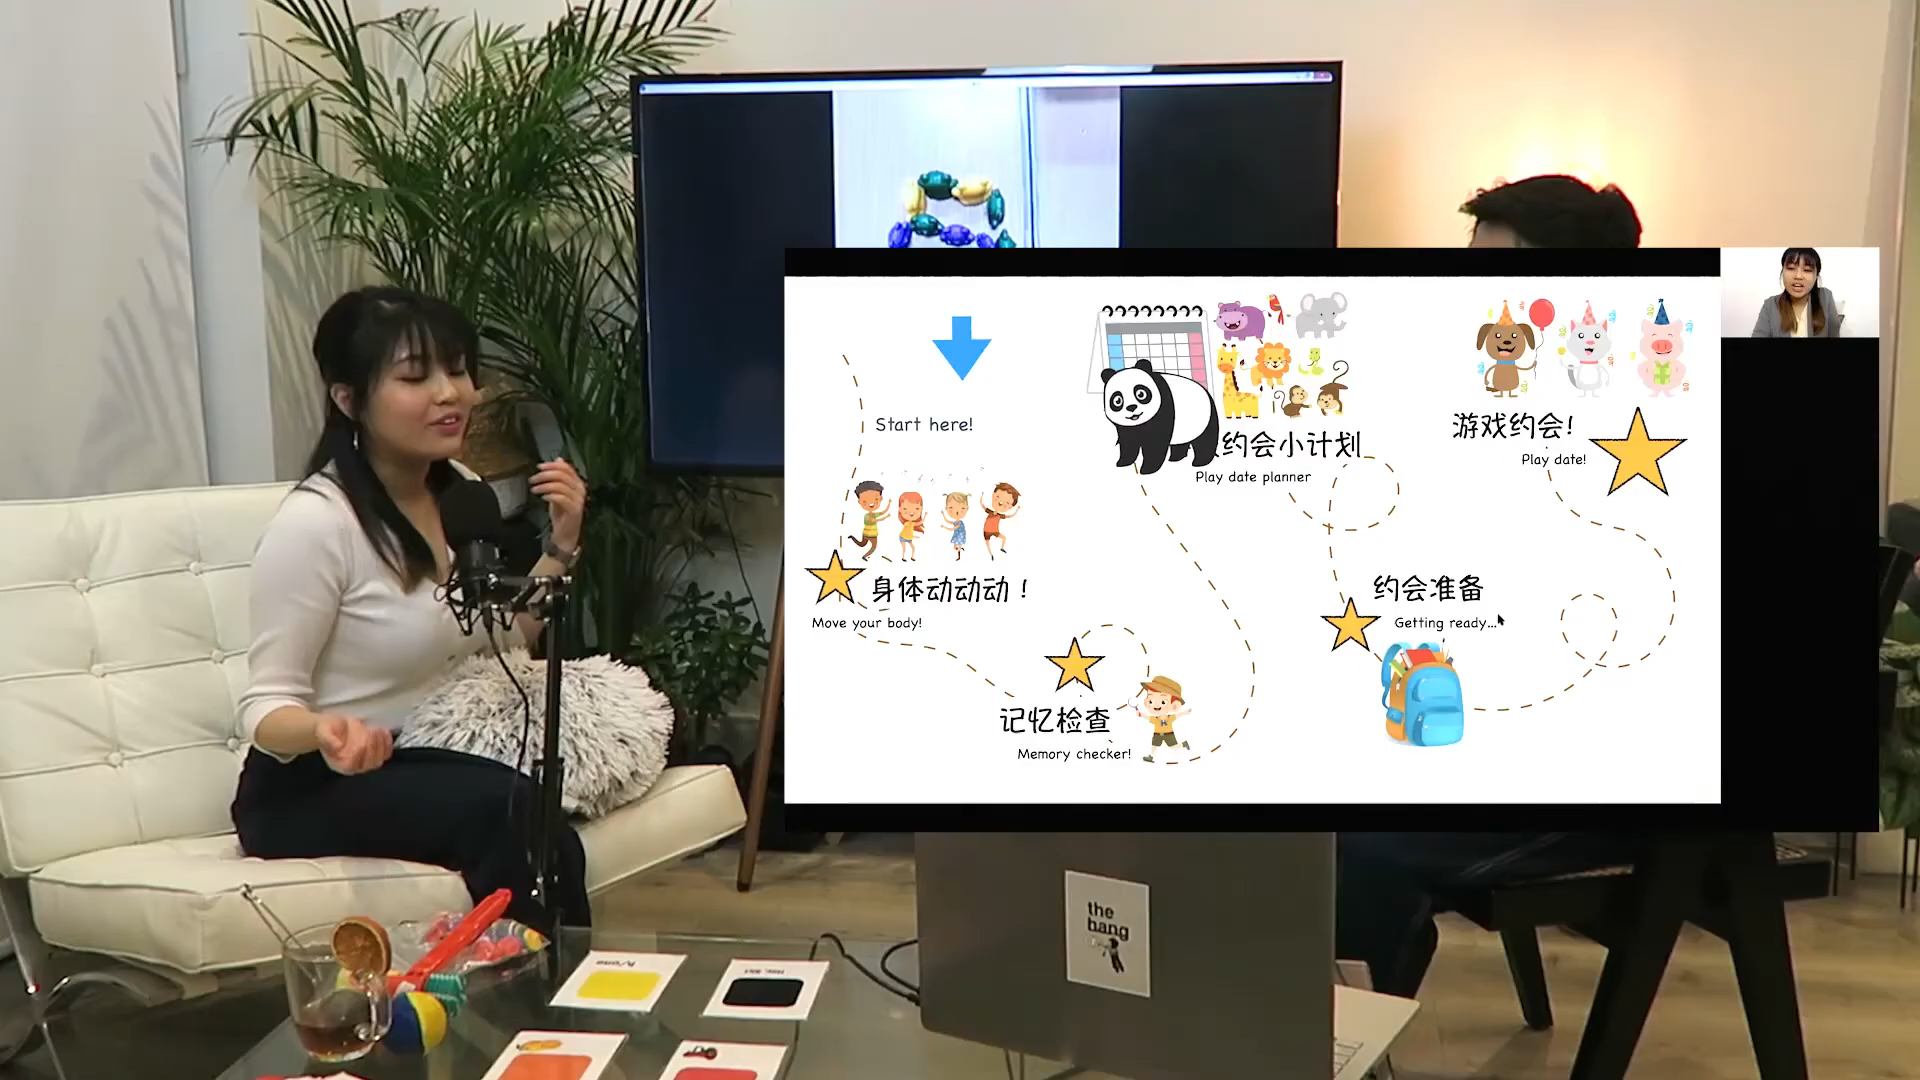 Start here!
身体动动动！
Move your body!
记忆检查
Memory checker!
约会小计划
Play date planner
约会准备
Getting ready...
游戏约会！
Play date!
the
bang